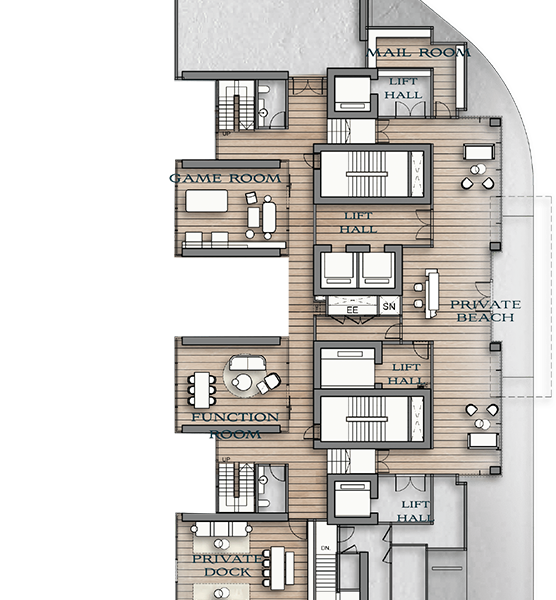 MAIL ROOM
LIFT
HALL
UP
GAME ROOM
LIFT
HALL
EE
SN
PRIVATE
BEACH
LIFT
HALL
FUNCTION
ROOM
UP
LIFT
HALL
DN.
PRIVATE
DOCK